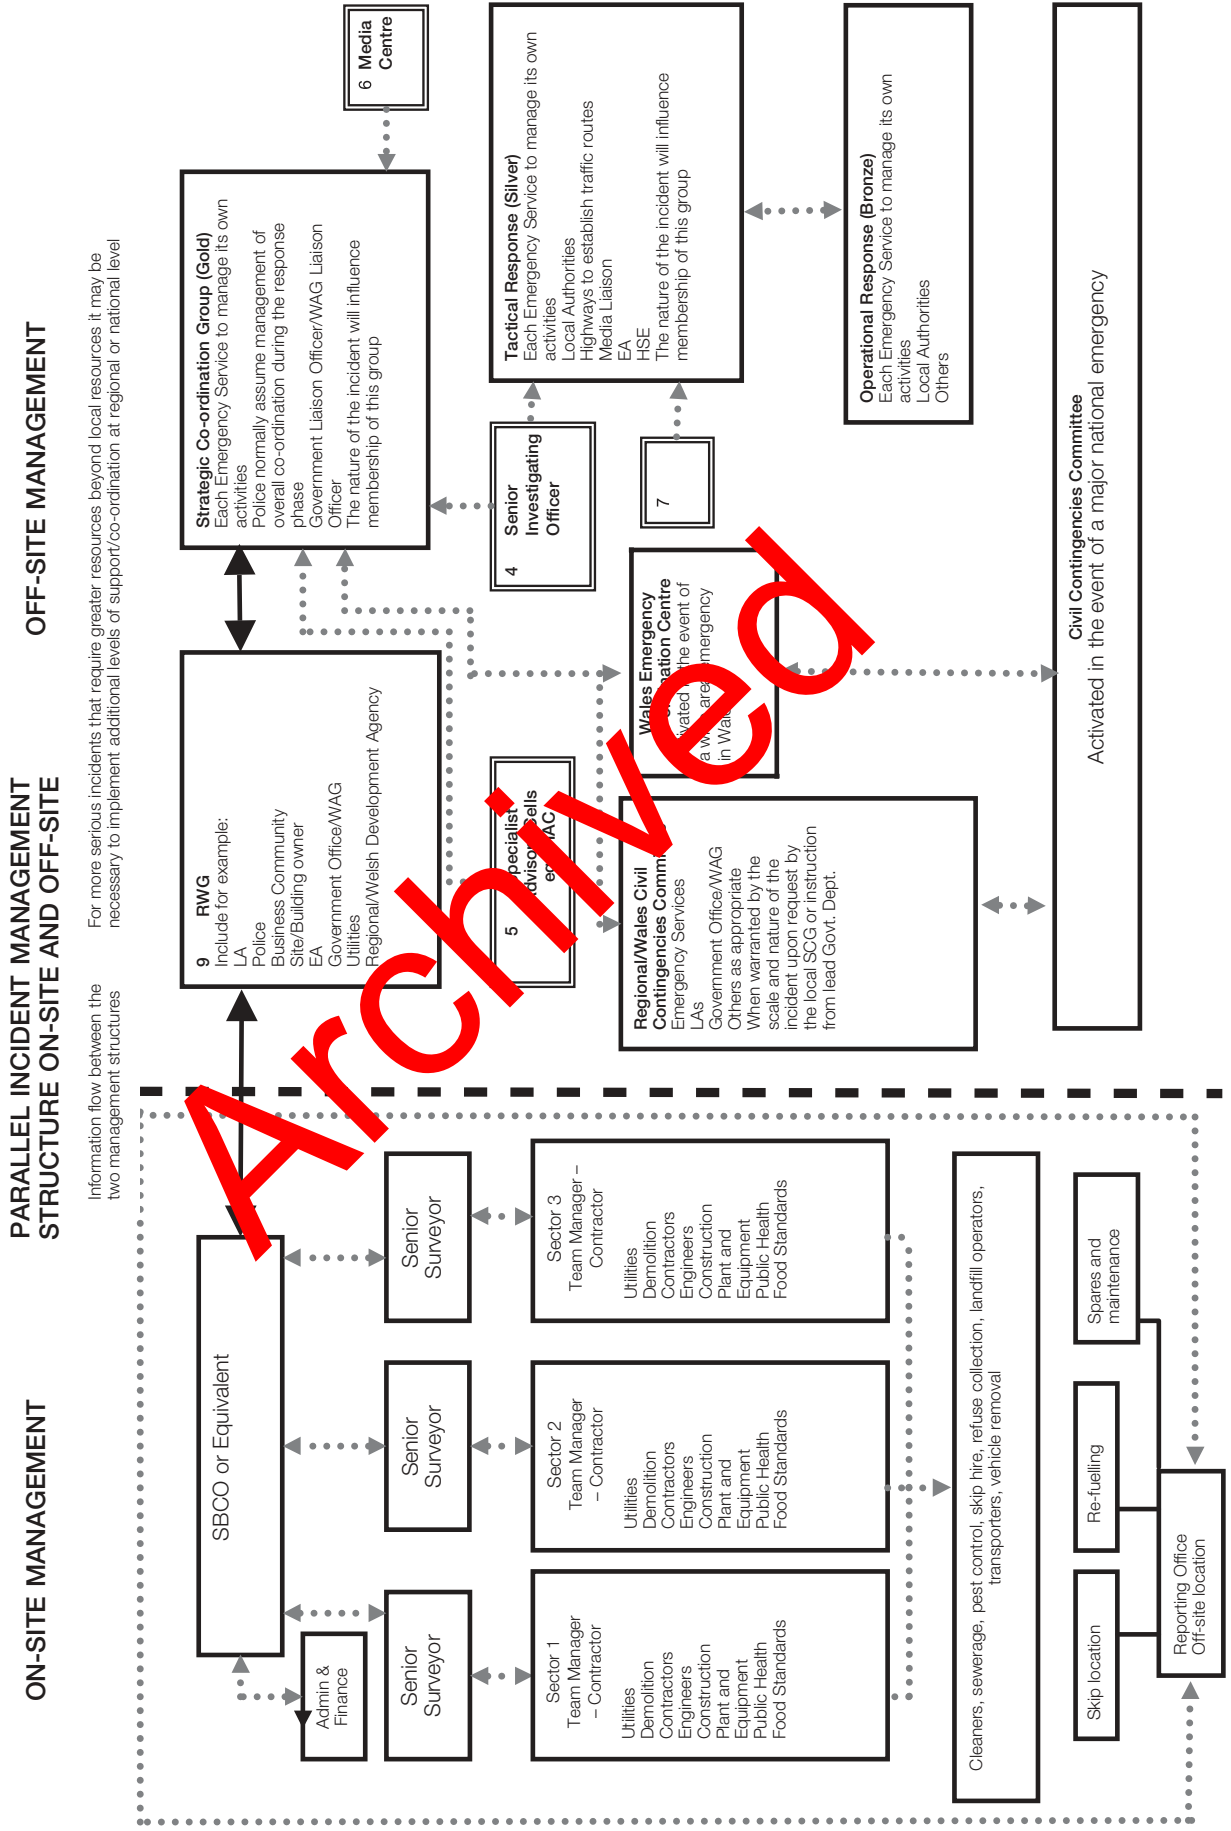 PARALLEL INCIDENT MANAGEMENT
STRUCTURE ON-SITE AND OFF-SITE
ON-SITE MANAGEMENT
OFF-SITE MANAGEMENT
Information flow between the
two management structures
For more serious incidents that require greater resources beyond local resources it may be
necessary to implement additional levels of support/co-ordination at regional or national level
SBCO or Equivalent
Admin &
Finance
Senior
Surveyor
Senior
Surveyor
Senior
Surveyor
Sector 1
Team Manager
– Contractor
Utilities
Demolition
Contractors
Engineers
Construction
Plant and
Equipment
Public Health
Food Standards
Sector 2
Team Manager
– Contractor
Utilities
Demolition
Contractors
Engineers
Construction
Plant and
Equipment
Public Health
Food Standards
Sector 3
Team Manager –
Contractor
Utilities
Demolition
Contractors
Engineers
Construction
Plant and
Equipment
Public Health
Food Standards
Cleaners, sewerage, pest control, skip hire, refuse collection, landfill operators,
transporters, vehicle removal
Skip location
Re-fuelling
Spares and
maintenance
Reporting Office
Off-site location
9 RWG
Include for example:
LA
Police
Business Community
Site/Building owner
EA
Government Office/WAG
Utilities
Regional/Welsh Development Agency
Strategic Co-ordination Group (Gold)
Each Emergency Service to manage its own
activities
Police normally assume management of
overall co-ordination during the response
phase
Government Liaison Officer/WAG Liaison
Officer
The nature of the incident will influence
membership of this group
6 Media
Centre
4 Senior
Investigating
Officer
5
Cells
Tactical Response (Silver)
Each Emergency Service to manage its own
activities
Local Authorities
Highways to establish traffic routes
Media Liaison
EA
HSE
The nature of the incident will influence
membership of this group
7
Regional/Wales Civil
Contingencies
Emergency Services
LAs
Government Office/WAG
Others as appropriate
When warranted by the
scale and nature of the
incident upon request by
the local SCG or instruction
from lead Govt. Dept.
Wales Emergency
Centre
the event of
a emergency
in
Operational Response (Bronze)
Each Emergency Service to manage its own
activities
Local Authorities
Others
Civil Contingencies Committee
Activated in the event of a major national emergency
Archived